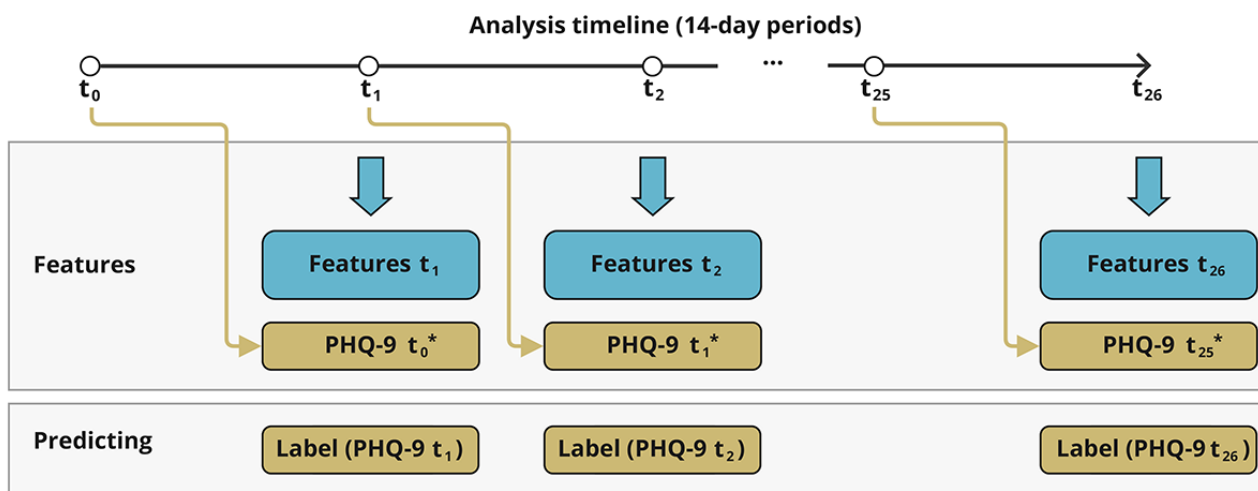 Analysis timeline (14-day periods)
...
t₀ t₁ t₂ t₂₅ t₂₆
Features
Features t₁ Features t₂ Features t₂₆
PHQ-9 t₀* PHQ-9 t₁* PHQ-9 t₂₅*
Predicting
Label (PHQ-9 t₁) Label (PHQ-9 t₂) Label (PHQ-9 t₂₆)